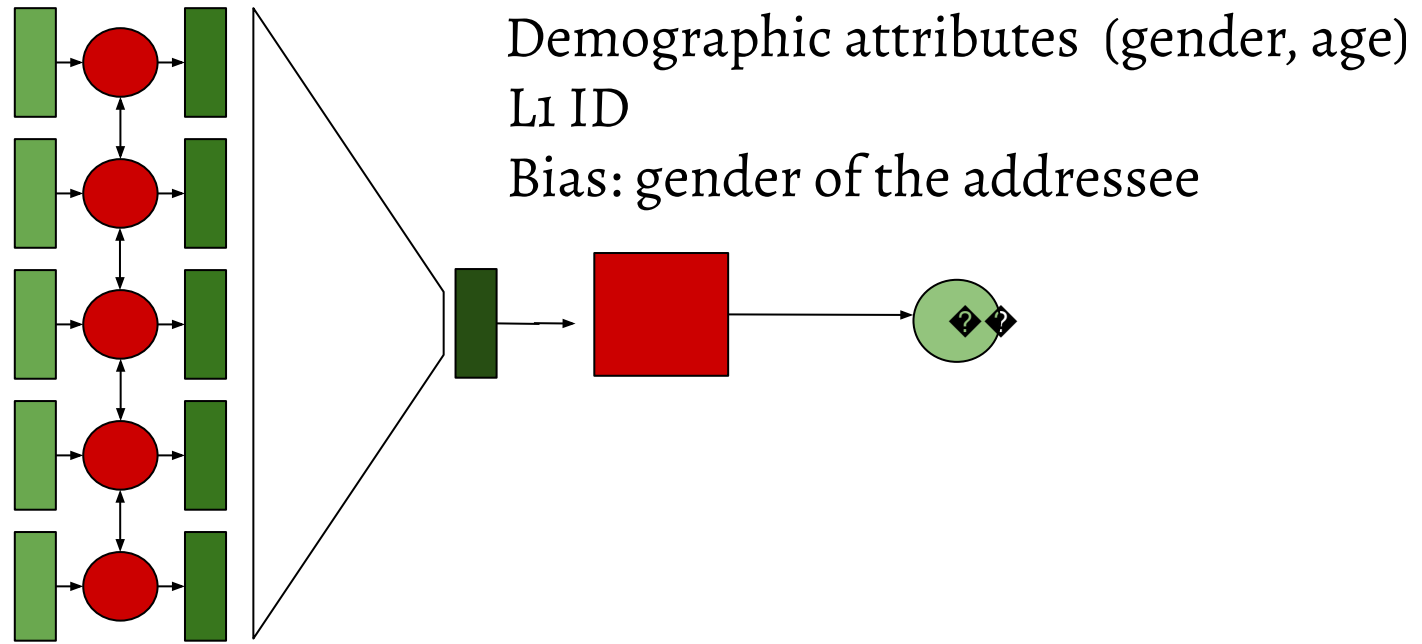 Demographic attributes (gender, age)
L1 ID
Bias: gender of the addressee